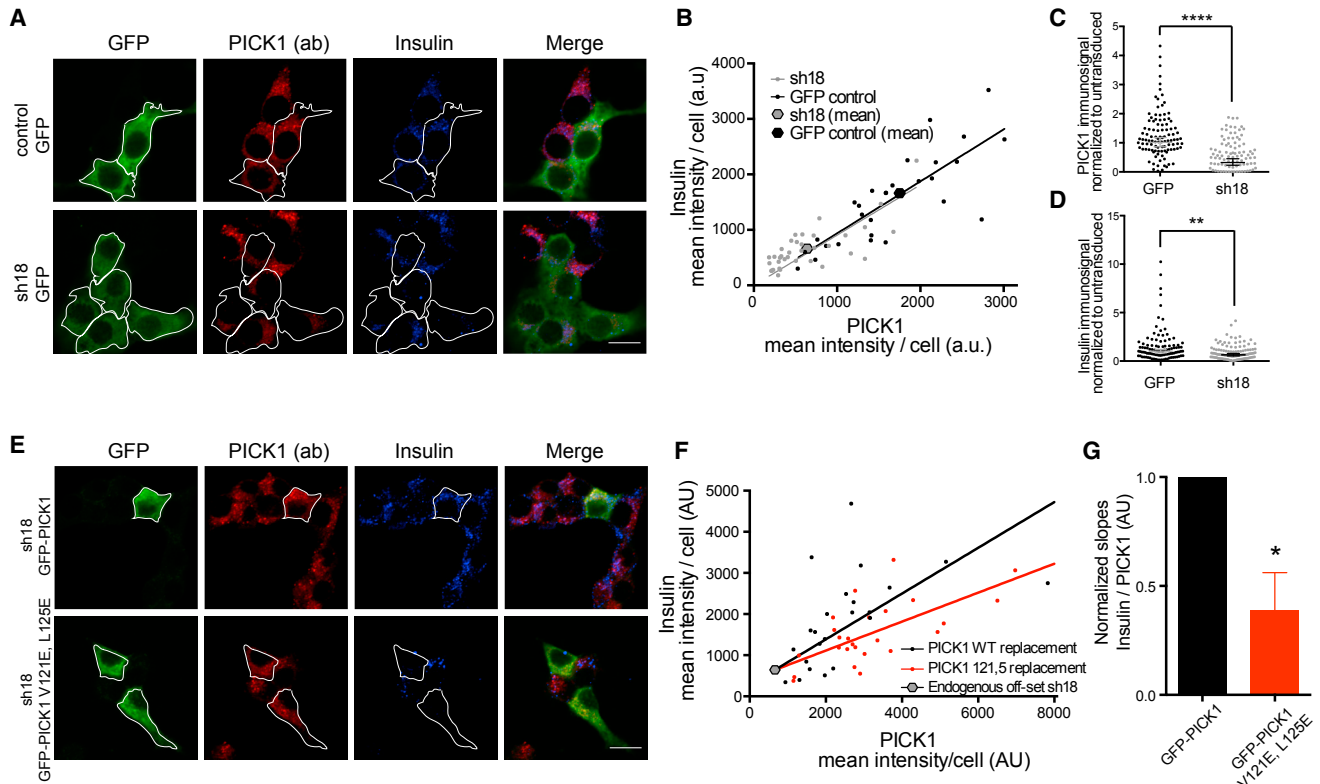 A
GFP
PICK1 (ab)
Insulin
Merge
control
GFP
sh18
GFP
B
Insulin
mean intensity / cell (a.u)
4000
3000
2000
1000
0
0
1000
2000
3000
PICK1
mean intensity / cell (a.u.)
sh18
GFP control
sh18 (mean)
GFP control (mean)
C
PICK1 immunosignal
normalized to untransduced
5
4
3
2
1
0
****
GFP
sh18
D
Insulin immunosignal
normalized to untransduced
15
10
5
0
**
GFP
sh18
E
GFP
PICK1 (ab)
Insulin
Merge
sh18
GFP-PICK1
sh18
GFP-PICK1 V121E, L125E
F
Insulin
mean intensity / cell (AU)
5000
4000
3000
2000
1000
0
0
2000
4000
6000
8000
PICK1
mean intensity/cell (AU)
PICK1 WT replacement
PICK1 121,5 replacement
Endogenous off-set sh18
G
Normalized slopes
Insulin / PICK1 (AU)
1.0
0.5
0.0
*
GFP-PICK1
GFP-PICK1
V121E, L125E